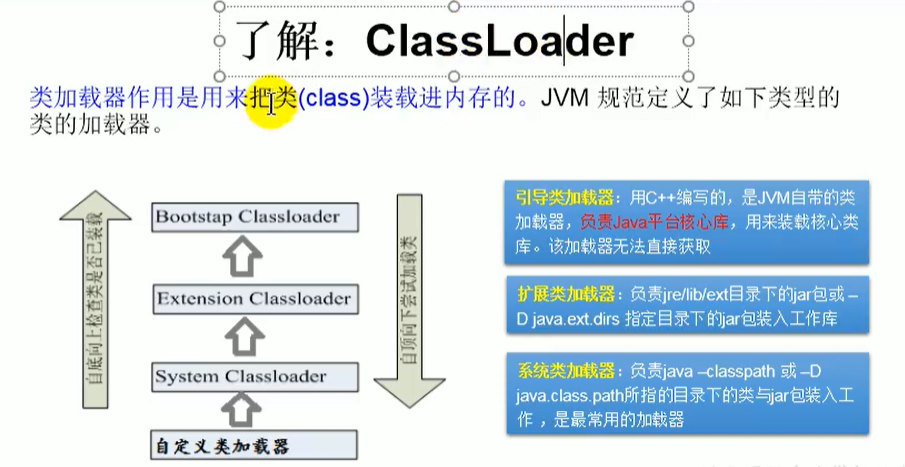 了解：ClassLoader
类加载器作用是用来把类(class)装载进内存的。JVM 规范定义了如下类型的
类的加载器。
自底向上检查类是否已装载
Bootstap Classloader
Extension Classloader
System Classloader
自定义类加载器
自顶向下尝试加载类
引导类加载器：用C++编写的，是JVM自带的类
加载器，负责Java平台核心库，用来装载核心类
库。该加载器无法直接获取
扩展类加载器：负责jre/lib/ext目录下的jar包或 –
D java.ext.dirs 指定目录下的jar包装入工作库
系统类加载器：负责java –classpath 或 –D
java.class.path所指的目录下的类与jar包装入工
作 ，是最常用的加载器